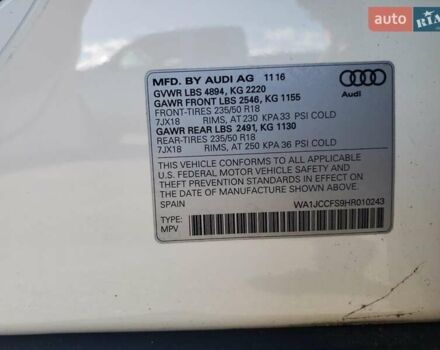 AUTO
RIA
MFD. BY AUDI AG 11 16
GVWR LBS 4894, KG 2220
GAWR FRONT LBS 2546, KG 1155
FRONT-TIRES 235/50 R18
7JX18 RIMS, AT 230 KPA 33 PSI COLD
GAWR REAR LBS 2491, KG 1130
REAR-TIRES 235/50 R18
7JX18 RIMS, AT 250 KPA 36 PSI COLD
Audi
THIS VEHICLE CONFORMS TO ALL APPLICABLE
U.S. FEDERAL MOTOR VEHICLE SAFETY AND
THEFT PREVENTION STANDARDS IN EFFECT ON
THE DATE OF MANUFACTURE SHOWN ABOVE.
SPAIN WA1JCCFS9HR010243
TYPE:
MPV